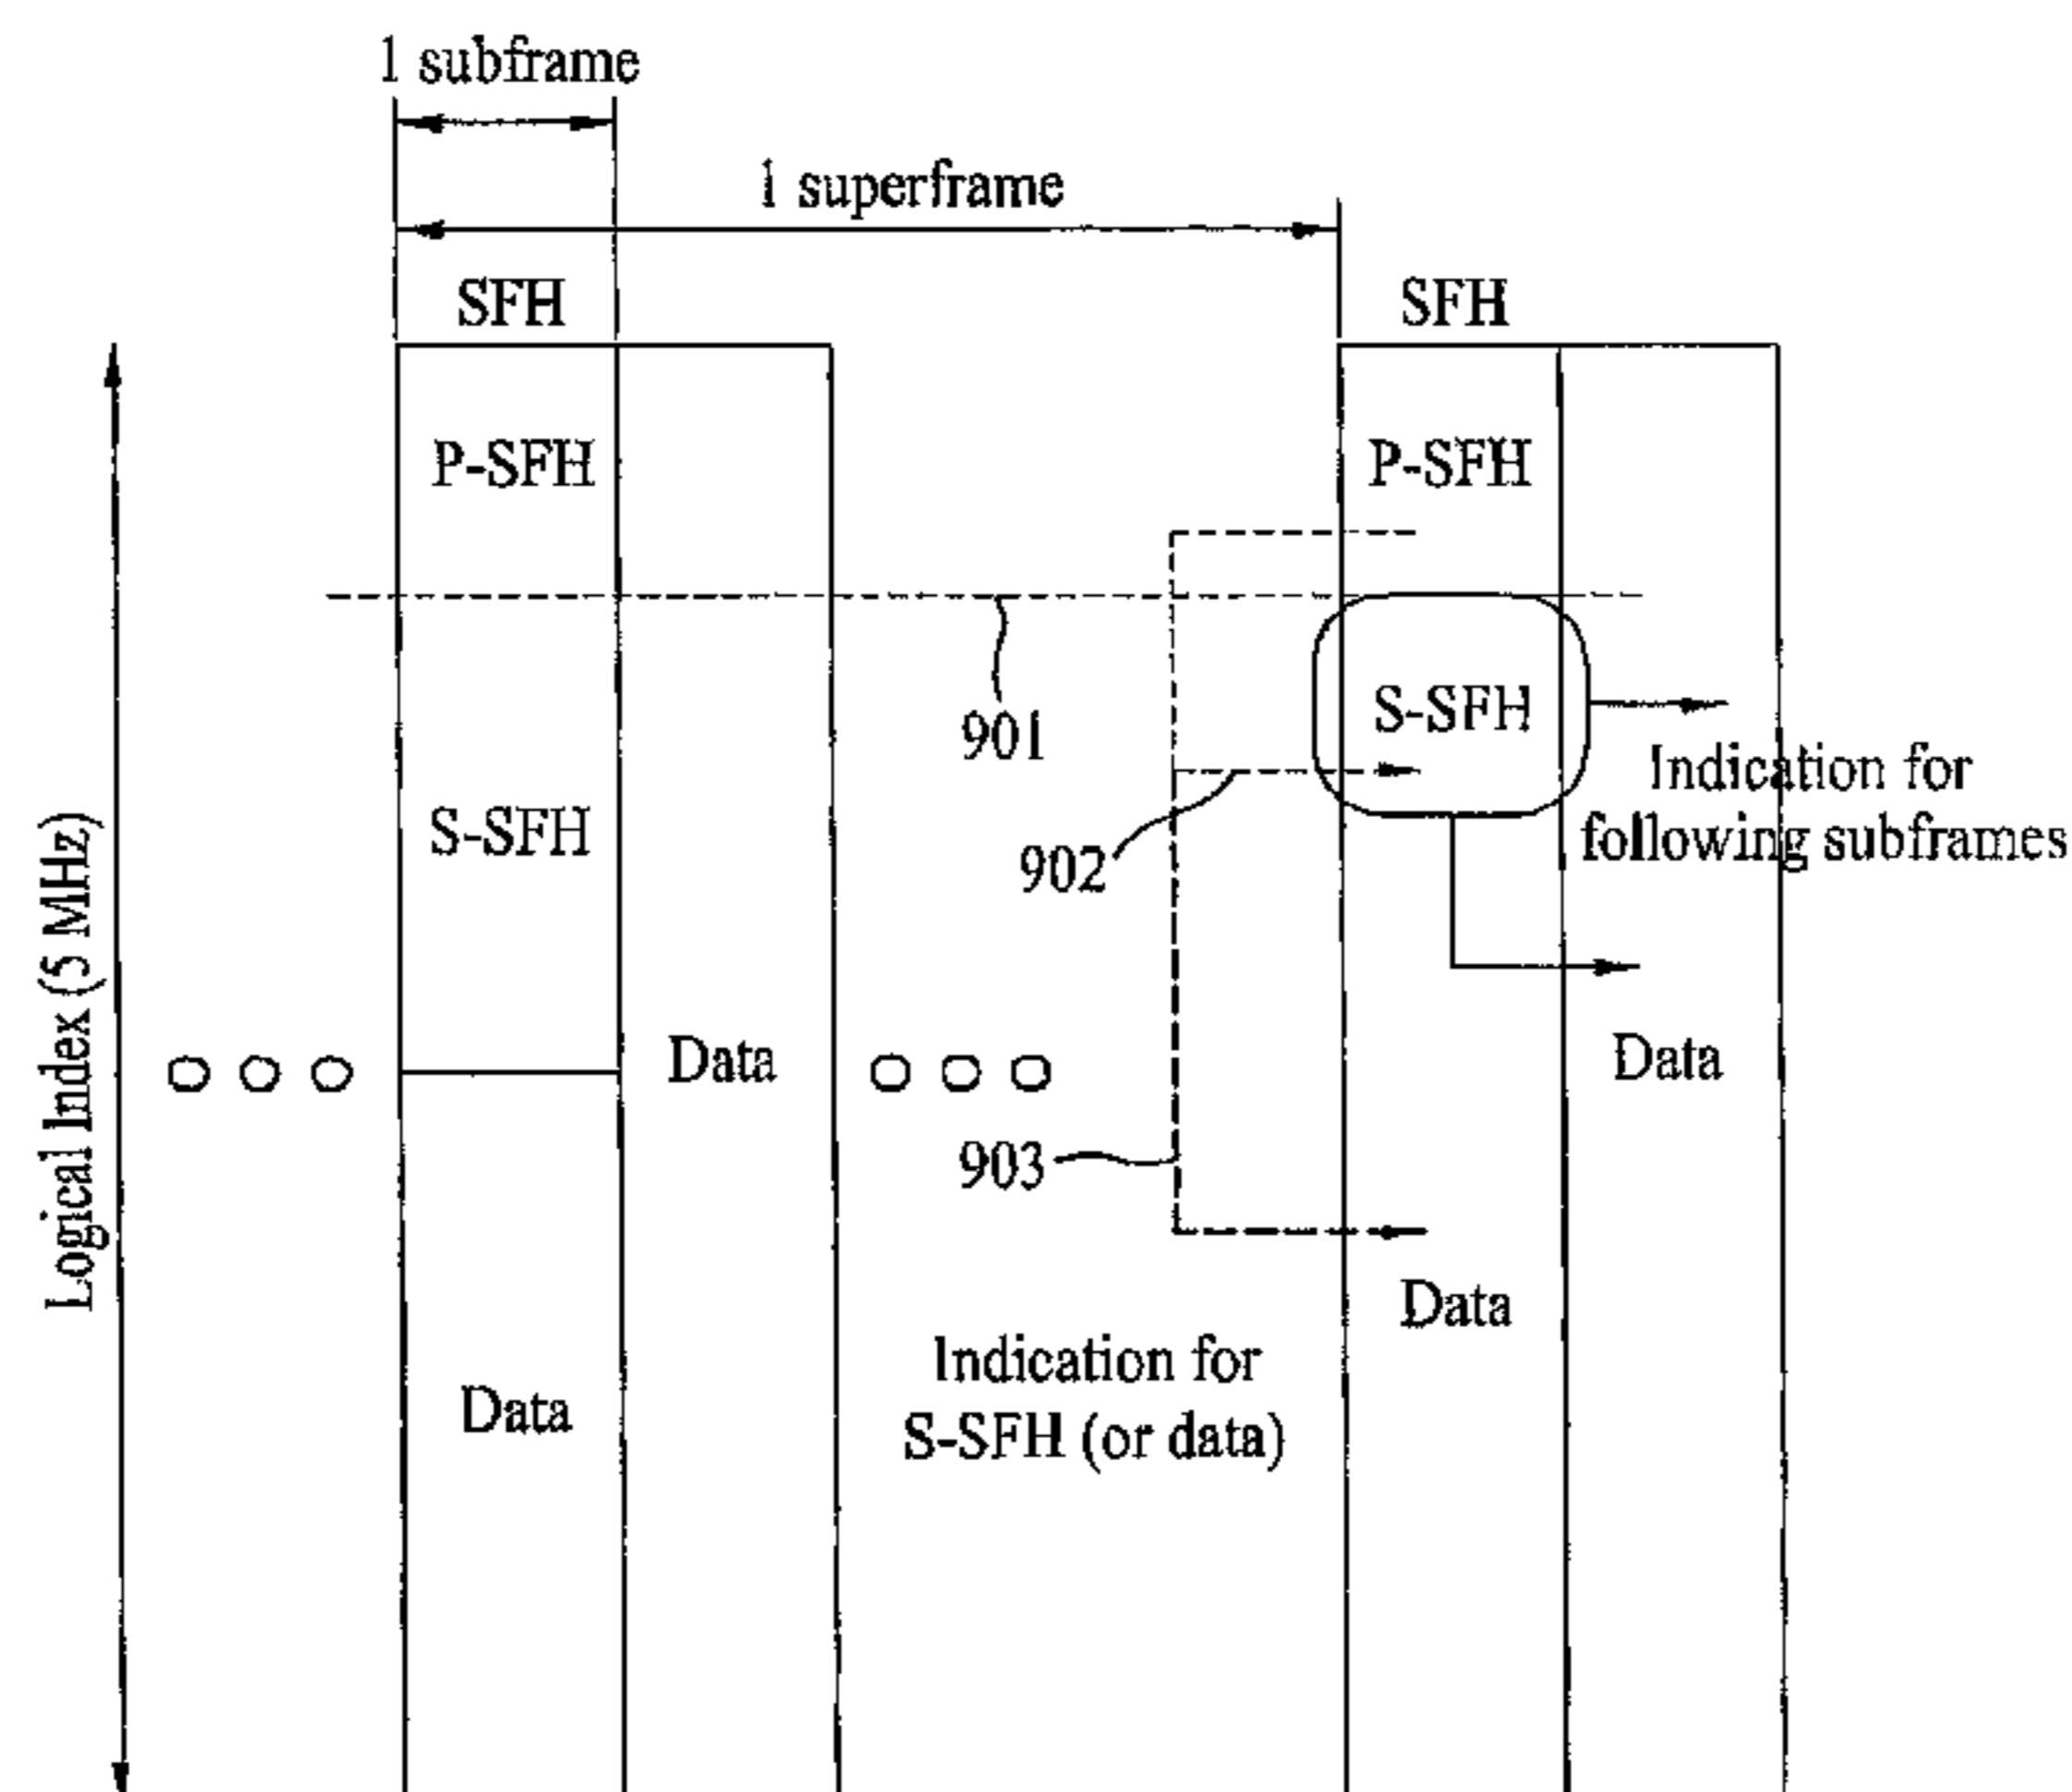 1 subframe
1 superframe
SFH
SFH
P-SFH
P-SFH
901
S-SFH
Indication for
following subframes
S-SFH
902
Logical Index (5 MHz)
Data
Data
903
Data
Indication for
S-SFH (or data)
Data